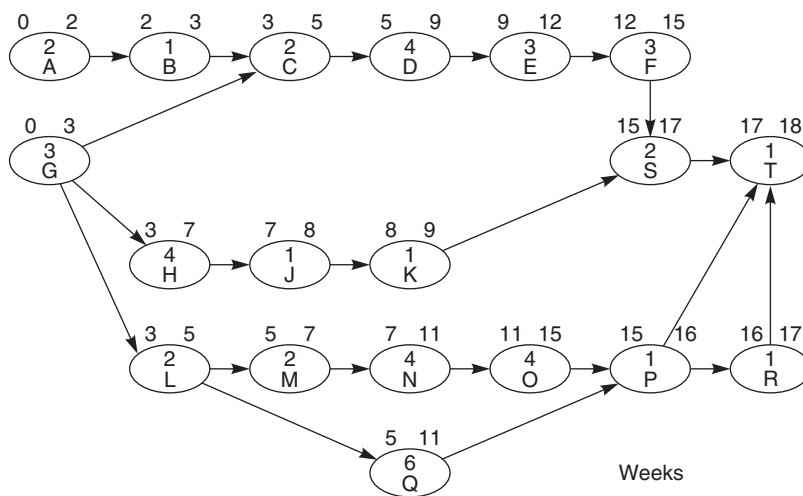 0 2 2 3 3 5 5 9 9 12 12 15
2 1 2 4 3 3
A B C D E F
0 3 15 17 17 18
3 2 1
G S T
3 7 7 8 8 9
4 1 1
H J K
3 5 5 7 7 11 11 15 15 16 16 17
2 2 4 4 1 1
L M N O P R
5 11
6
Q
Weeks